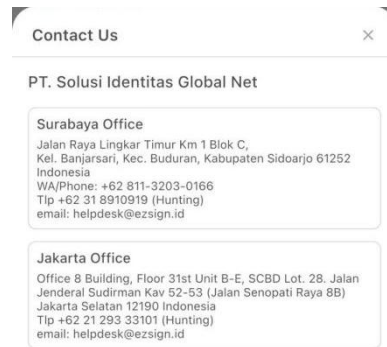 Contact Us
PT. Solusi Identitas Global Net
Surabaya Office
Jalan Raya Lingkar Timur Km 1 Blok C,
Kel. Banjarsari, Kec. Buduran, Kabupaten Sidoarjo 61252
Indonesia
WA/Phone: +62 811-3203-0166
Tlp +62 31 8910919 (Hunting)
email: helpdesk@ezsign.id
Jakarta Office
Office 8 Building, Floor 31st Unit B-E, SCBD Lot. 28. Jalan
Jenderal Sudirman Kav 52-53 (Jalan Senopati Raya 8B)
Jakarta Selatan 12190 Indonesia
Tlp +62 21 293 33101 (Hunting)
email: helpdesk@ezsign.id